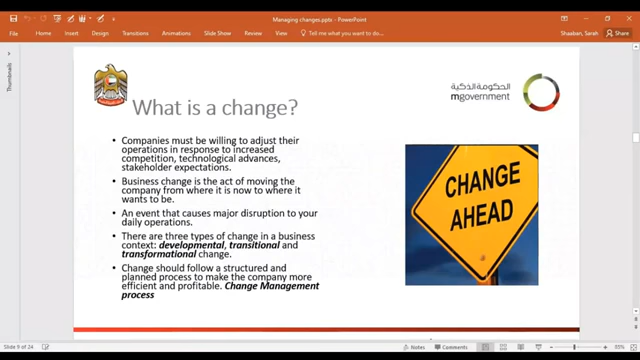 Managing changes.pptx - PowerPoint
Shaaban, Sarah
File Home Insert Design Transitions Animations Slide Show Review View Tell me what you want to do... Share
Thumbnails
What is a change?
الحكومة الذكية
mgovernment
• Companies must be willing to adjust their
operations in response to increased
competition, technological advances,
stakeholder expectations.
• Business change is the act of moving the
company from where it is now to where it
wants to be.
• An event that causes major disruption to your
daily operations.
• There are three types of change in a business
context: developmental, transitional and
transformational change.
• Change should follow a structured and
planned process to make the company more
efficient and profitable. Change Management
process
CHANGE
AHEAD
Slide 9 of 24
Notes Comments
85%